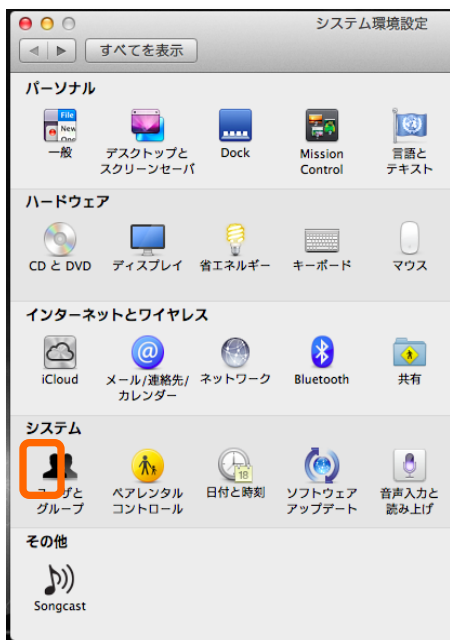 システム環境設定
すべてを表示
パーソナル
File
New
One
一般
デスクトップと
スクリーンセーバ
Dock
Mission
Control
言語と
テキスト
ハードウェア
CD と DVD
ディスプレイ
省エネルギー
キーボード
マウス
インターネットとワイヤレス
iCloud
メール/連絡先/
カレンダー
ネットワーク
Bluetooth
共有
システム
ザと
グループ
ペアレンタル
コントロール
18
日付と時刻
ソフトウェア
アップデート
音声入力と
読み上げ
その他
Songcast